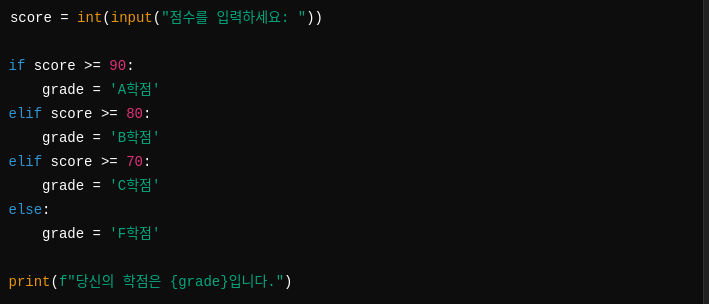 score = int(input("점수를 입력하세요: "))

if score >= 90:
    grade = 'A학점'
elif score >= 80:
    grade = 'B학점'
elif score >= 70:
    grade = 'C학점'
else:
    grade = 'F학점'

print(f"당신의 학점은 {grade}입니다.")